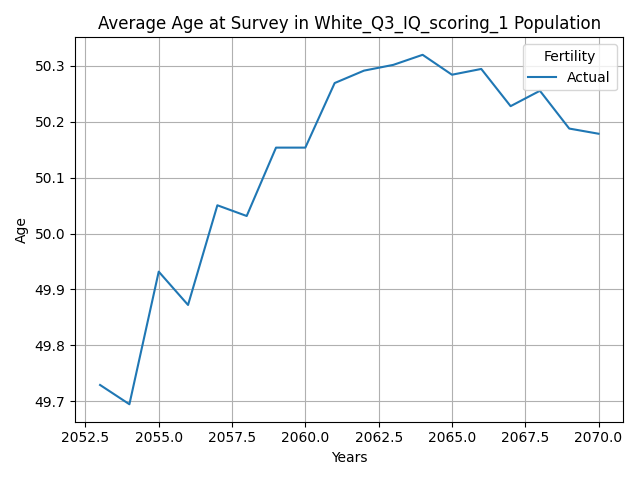 Average Age at Survey in White_Q3_IQ_scoring_1 Population
Fertility
Actual
50.3
50.2
50.1
50.0
49.9
49.8
49.7
Age
2052.5 2055.0 2057.5 2060.0 2062.5 2065.0 2067.5 2070.0
Years